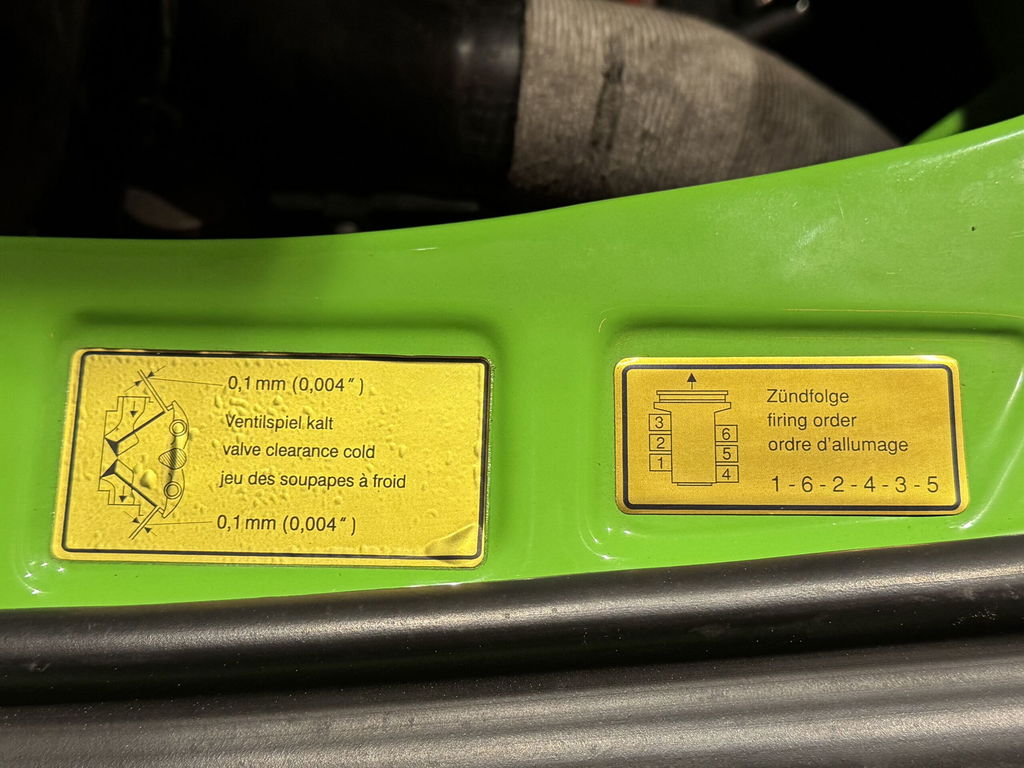 0,1 mm (0,004″)
Ventilspiel kalt
valve clearance cold
jeu des soupapes à froid
0,1 mm (0,004″)
3
2
1
6
5
4
Zündfolge
firing order
ordre d'allumage
1 - 6 - 2 - 4 - 3 - 5